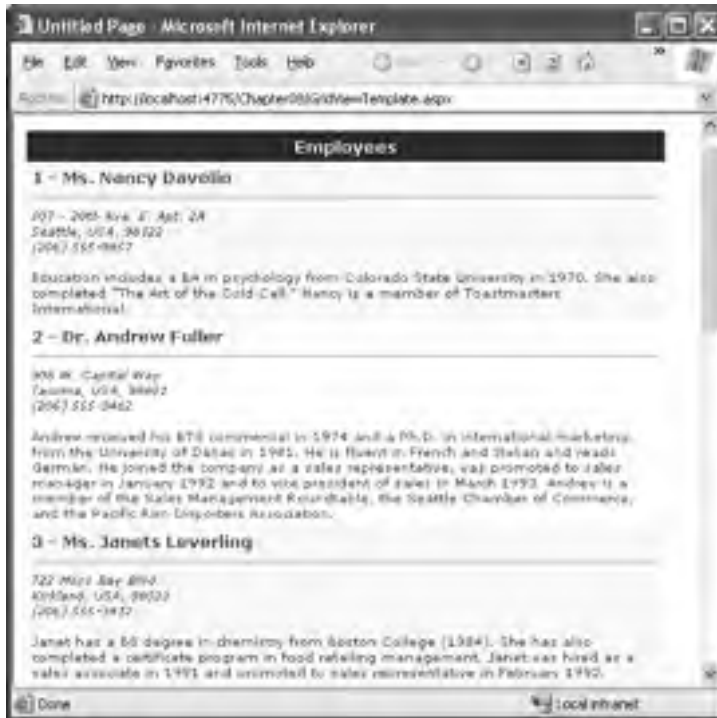 Untitled Page - Microsoft Internet Explorer
File Edit View Favorites Tools Help
Address http://localhost:4776/Chapter09/GridViewTemplate.aspx
Employees
1 - Ms. Nancy Davolio
507 - 20th Ave. E. Apt. 2A
Seattle, USA, 98122
(206) 555-9857
Education includes a BA in psychology from Colorado State University in 1970. She also
completed "The Art of the Cold Call." Nancy is a member of Toastmasters
International.
2 - Dr. Andrew Fuller
908 W. Capital Way
Tacoma, USA, 98401
(206) 555-9482
Andrew received his BTS commercial in 1974 and a Ph.D. in international marketing
from the University of Dallas in 1981. He is fluent in French and Italian and reads
German. He joined the company as a sales representative, was promoted to sales
manager in January 1992 and to vice president of sales in March 1993. Andrew is a
member of the Sales Management Roundtable, the Seattle Chamber of Commerce,
and the Pacific Rim Importers Association.
3 - Ms. Janets Leverling
722 Moss Bay Blvd.
Kirkland, USA, 98033
(206) 555-3412
Janet has a BS degree in chemistry from Boston College (1984). She has also
completed a certificate program in food retailing management. Janet was hired as a
sales associate in 1991 and promoted to sales representative in February 1992.
Done
Local intranet